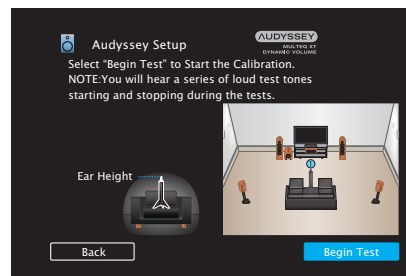 Audyssey Setup
AUDYSSEY
MULTEQ XT
DYNAMIC VOLUME
Select “Begin Test” to Start the Calibration.
NOTE:You will hear a series of loud test tones
starting and stopping during the tests.
Ear Height
1
Back
Begin Test